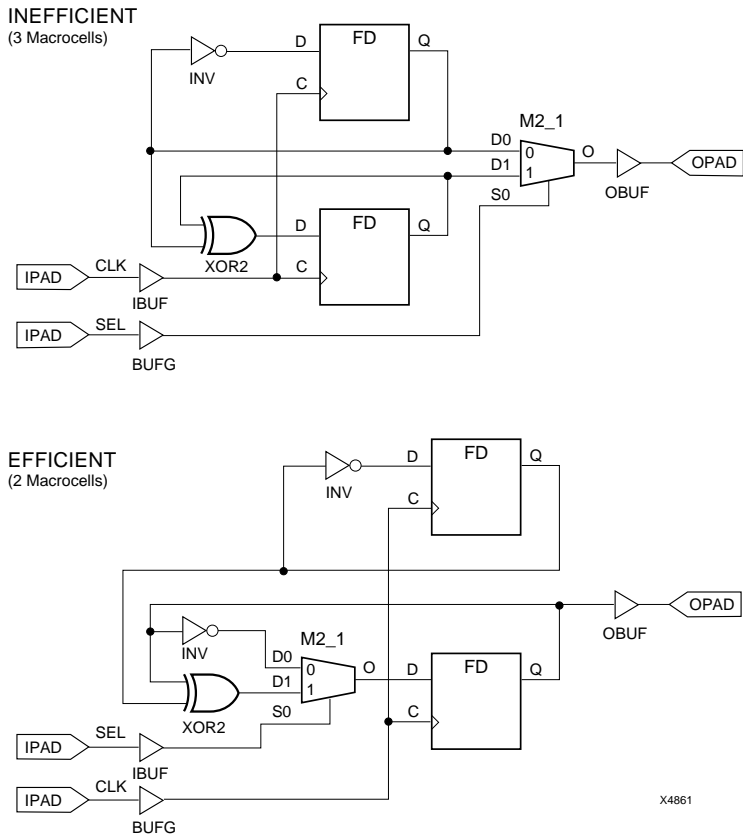 INEFFICIENT
(3 Macrocells)
D FD Q
INV
C
M2_1
D0 0 O
D1 1
OPAD
S0
OBUF
D FD Q
XOR2
C
IPAD CLK
IBUF
IPAD SEL
BUFG
EFFICIENT
(2 Macrocells)
D FD Q
INV
C
OPAD
OBUF
INV
M2_1
D0 0 O
D1 1
D FD Q
S0
XOR2
C
IPAD SEL
IBUF
IPAD CLK
BUFG
X4861